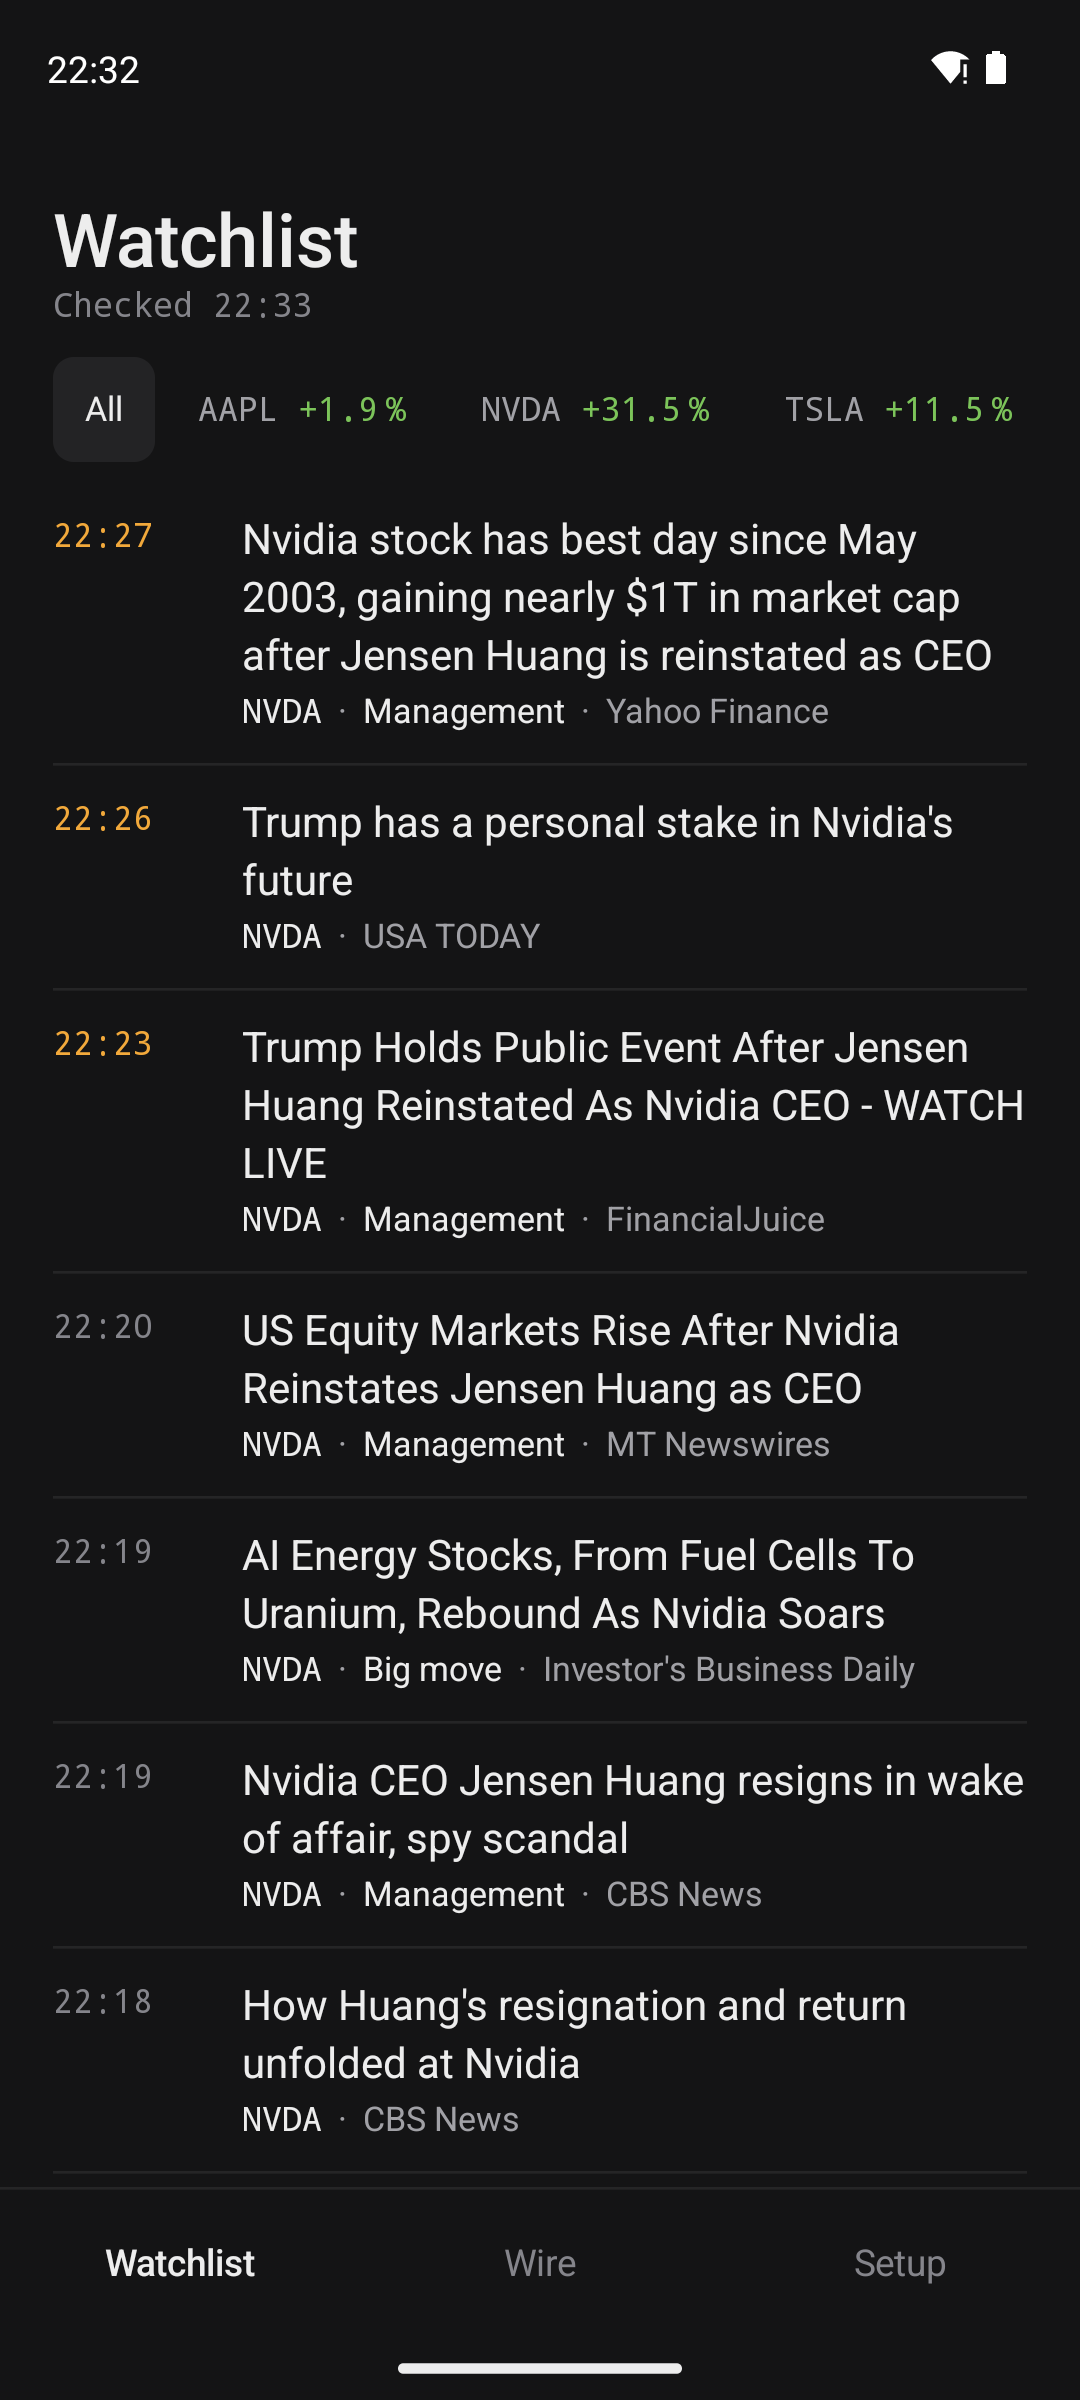 22:32
Watchlist
Checked 22:33
All AAPL +1.9% NVDA +31.5% TSLA +11.5%
22:27 Nvidia stock has best day since May
2003, gaining nearly $1T in market cap
after Jensen Huang is reinstated as CEO
NVDA · Management · Yahoo Finance
22:26 Trump has a personal stake in Nvidia's
future
NVDA · USA TODAY
22:23 Trump Holds Public Event After Jensen
Huang Reinstated As Nvidia CEO - WATCH
LIVE
NVDA · Management · FinancialJuice
22:20 US Equity Markets Rise After Nvidia
Reinstates Jensen Huang as CEO
NVDA · Management · MT Newswires
22:19 AI Energy Stocks, From Fuel Cells To
Uranium, Rebound As Nvidia Soars
NVDA · Big move · Investor's Business Daily
22:19 Nvidia CEO Jensen Huang resigns in wake
of affair, spy scandal
NVDA · Management · CBS News
22:18 How Huang's resignation and return
unfolded at Nvidia
NVDA · CBS News
Watchlist Wire Setup